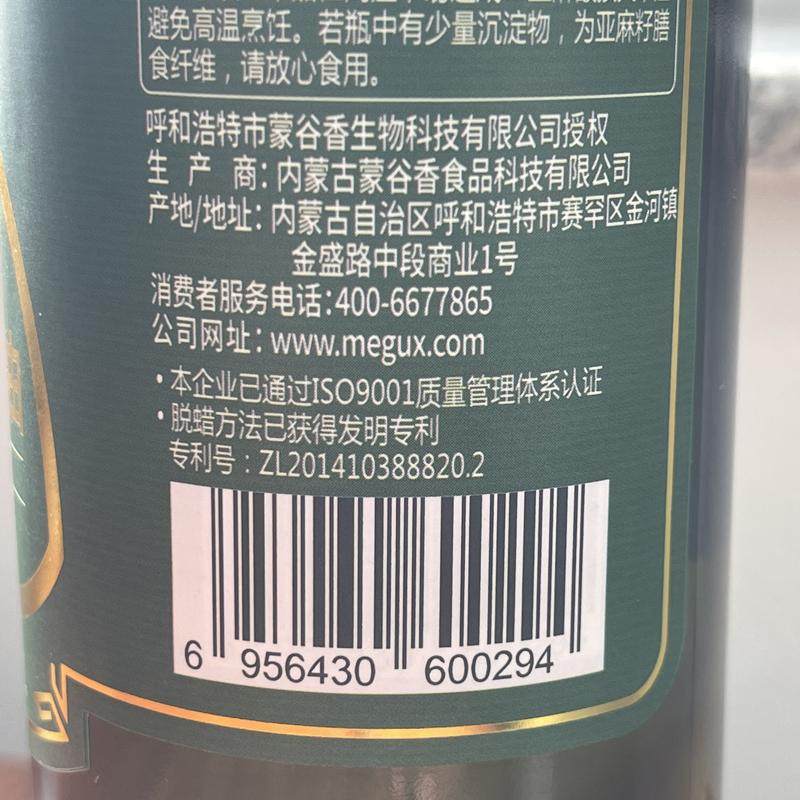 避免高温烹饪。若瓶中有少量沉淀物，为亚麻籽膳
食纤维，请放心食用。
呼和浩特市蒙谷香生物科技有限公司授权
生 产 商：内蒙古蒙谷香食品科技有限公司
产地/地址：内蒙古自治区呼和浩特市赛罕区金河镇
金盛路中段商业1号
消费者服务电话：400-6677865
公司网址：www.megux.com
·本企业已通过ISO9001质量管理体系认证
·脱蜡方法已获得发明专利
专利号：ZL201410388820.2
6 956430 600294